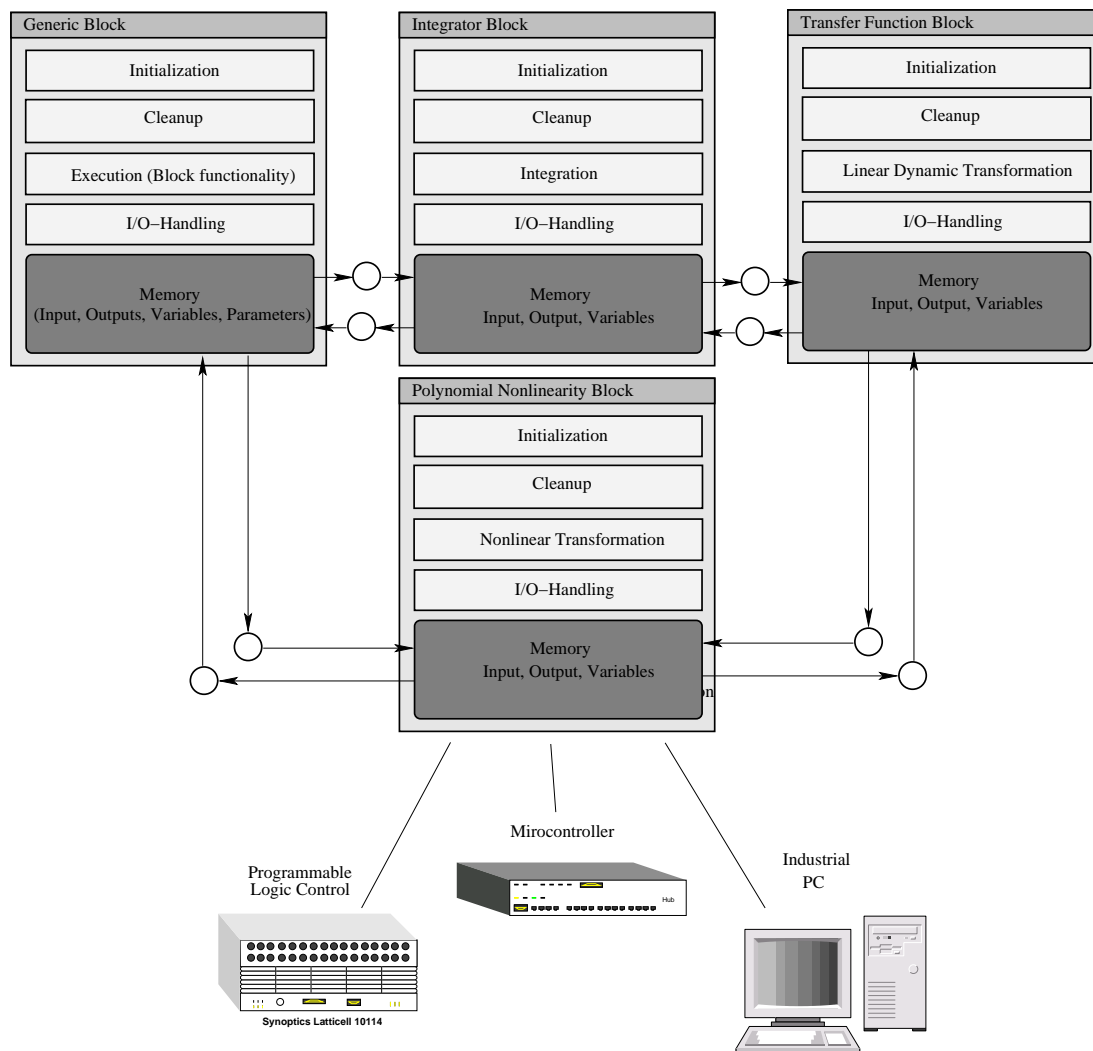 Generic Block
Initialization
Cleanup
Execution (Block functionality)
I/O−Handling
Memory
(Input, Outputs, Variables, Parameters)
Integrator Block
Initialization
Cleanup
Integration
I/O−Handling
Memory
Input, Output, Variables
Transfer Function Block
Initialization
Cleanup
Linear Dynamic Transformation
I/O−Handling
Memory
Input, Output, Variables
Polynomial Nonlinearity Block
Initialization
Cleanup
Nonlinear Transformation
I/O−Handling
Memory
Input, Output, Variables
on
Mirocontroller
Hub
Programmable
Logic Control
Synoptics Latticell 10114
Industrial
PC